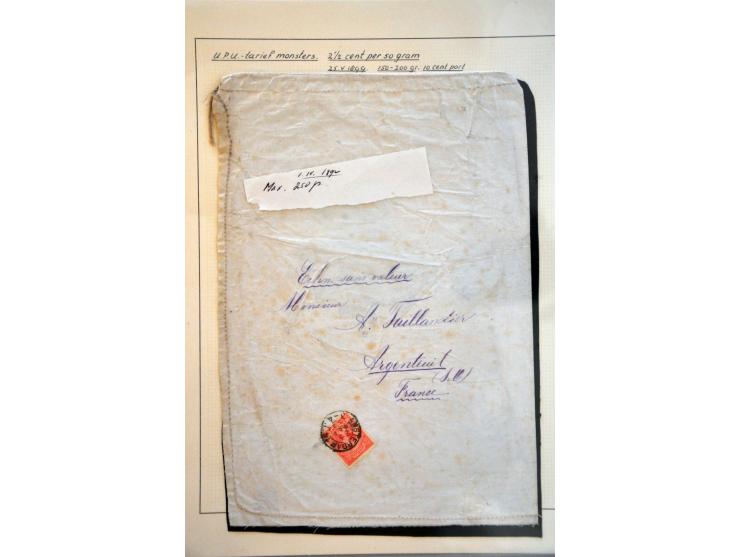 U.P.U.-tarief monsters. 2½ cent per 50 gram
25.V.1899. 150-200 gr. 10 cent port
1.IV.1892
Max. 250 gr
Echn sans valeur
Monsieur
A. Taillandier
Argenteuil
(S.O)
France